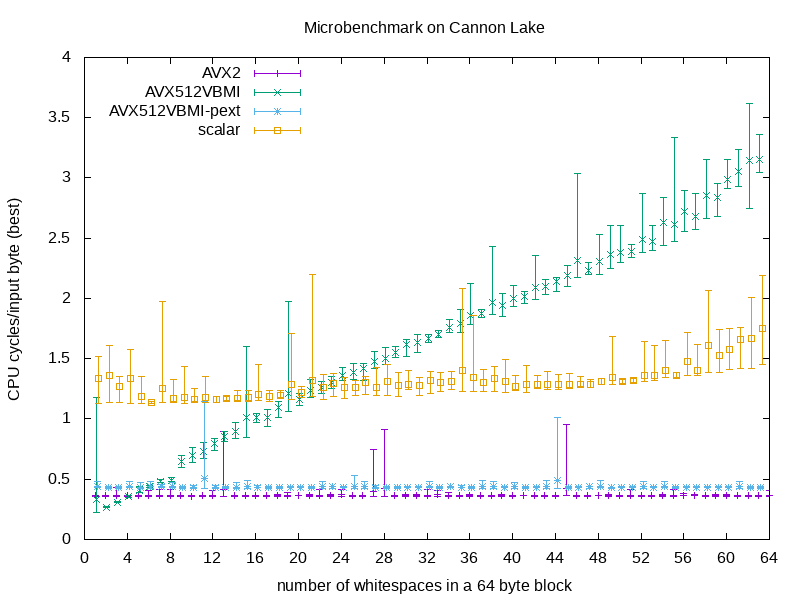 Microbenchmark on Cannon Lake
AVX2
AVX512VBMI
AVX512VBMI-pext
scalar
CPU cycles/input byte (best)
4
3.5
3
2.5
2
1.5
1
0.5
0
0 4 8 12 16 20 24 28 32 36 40 44 48 52 56 60 64
number of whitespaces in a 64 byte block